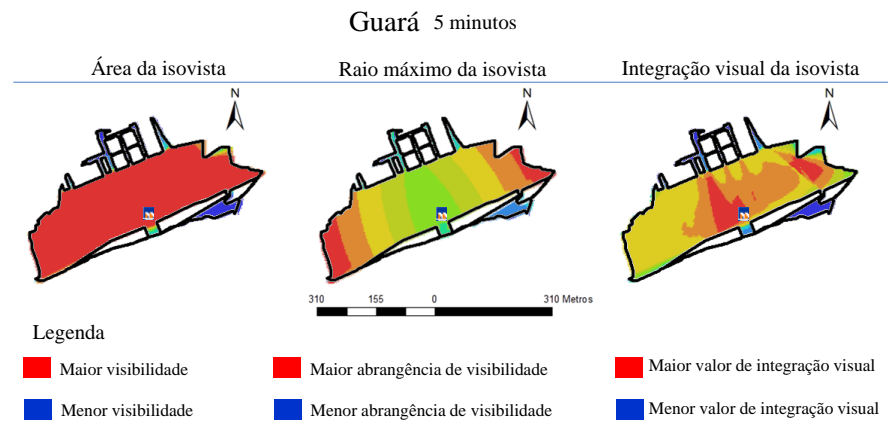 Guará 5 minutos
Área da isovista
Raio máximo da isovista
Integração visual da isovista
N
N
N
310 155 0 310 Metros
Legenda
Maior visibilidade
Maior abrangência de visibilidade
Maior valor de integração visual
Menor visibilidade
Menor abrangência de visibilidade
Menor valor de integração visual